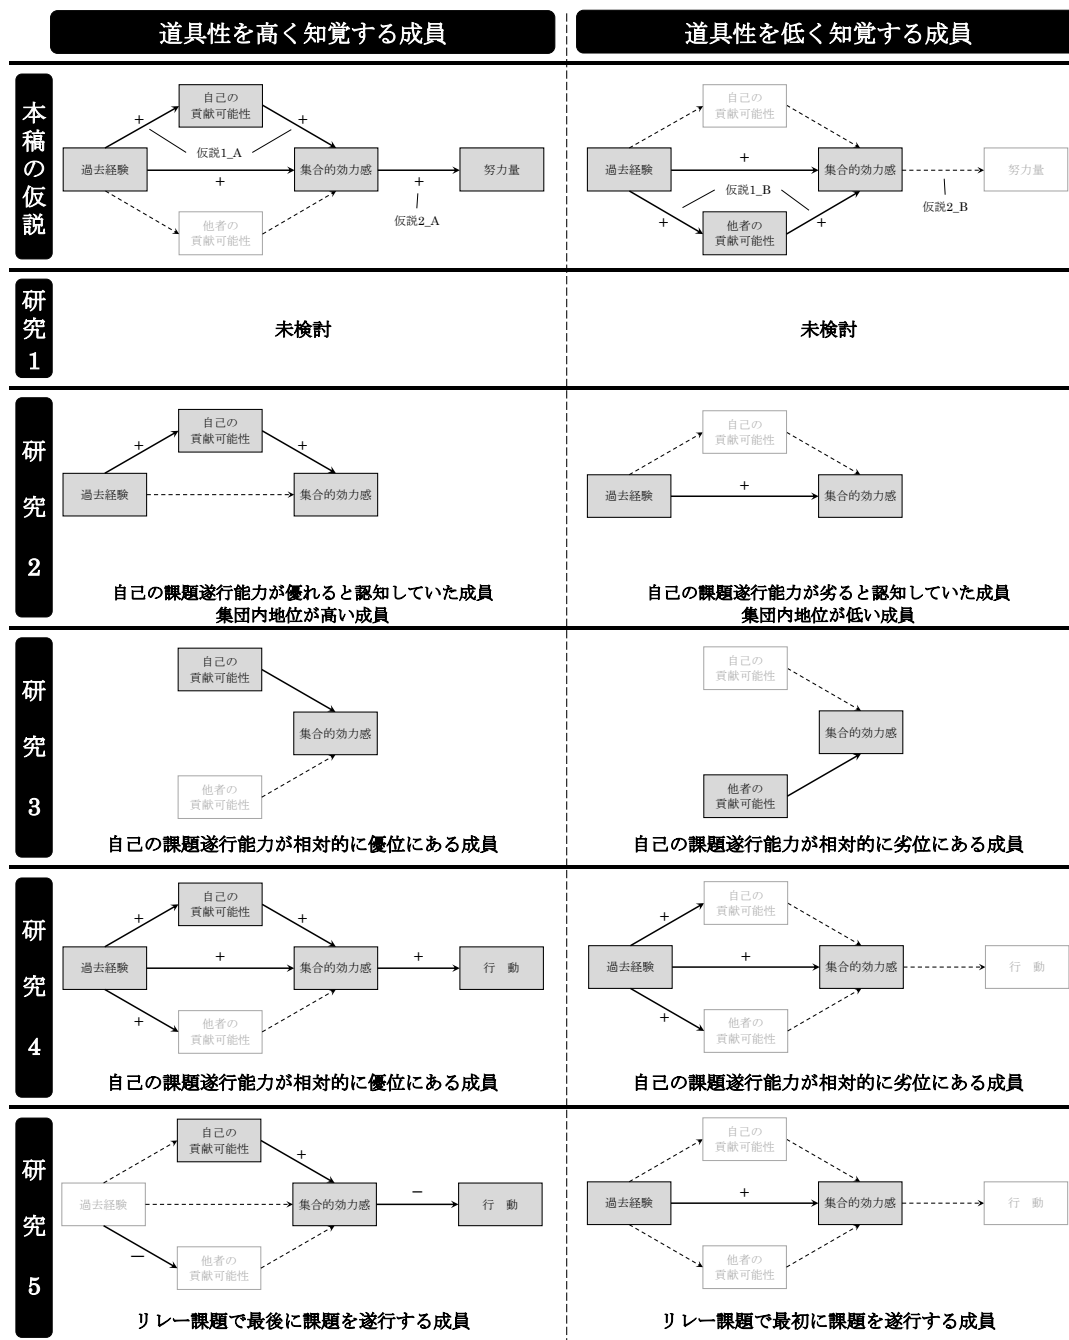 道具性を高く知覚する成員
道具性を低く知覚する成員
本稿の仮説
自己の
貢献可能性
+
+
仮説1_A
過去経験
+
集合的効力感
+
努力量
仮説2_A
他者の
貢献可能性
自己の
貢献可能性
過去経験
+
集合的効力感
努力量
仮説1_B
仮説2_B
+
他者の
貢献可能性
+
研究1
未検討
未検討
研究2
自己の
貢献可能性
+
+
過去経験
集合的効力感
自己の課題遂行能力が優れると認知していた成員
集団内地位が高い成員
自己の
貢献可能性
過去経験
+
集合的効力感
自己の課題遂行能力が劣ると認知していた成員
集団内地位が低い成員
研究3
自己の
貢献可能性
集合的効力感
他者の
貢献可能性
自己の課題遂行能力が相対的に優位にある成員
自己の
貢献可能性
集合的効力感
他者の
貢献可能性
自己の課題遂行能力が相対的に劣位にある成員
研究4
自己の
貢献可能性
+
+
過去経験
+
集合的効力感
+
行　動
+
他者の
貢献可能性
自己の課題遂行能力が相対的に優位にある成員
自己の
貢献可能性
+
過去経験
+
集合的効力感
行　動
+
他者の
貢献可能性
自己の課題遂行能力が相対的に劣位にある成員
研究5
自己の
貢献可能性
+
過去経験
集合的効力感
−
行　動
−
他者の
貢献可能性
リレー課題で最後に課題を遂行する成員
自己の
貢献可能性
過去経験
+
集合的効力感
行　動
他者の
貢献可能性
リレー課題で最初に課題を遂行する成員